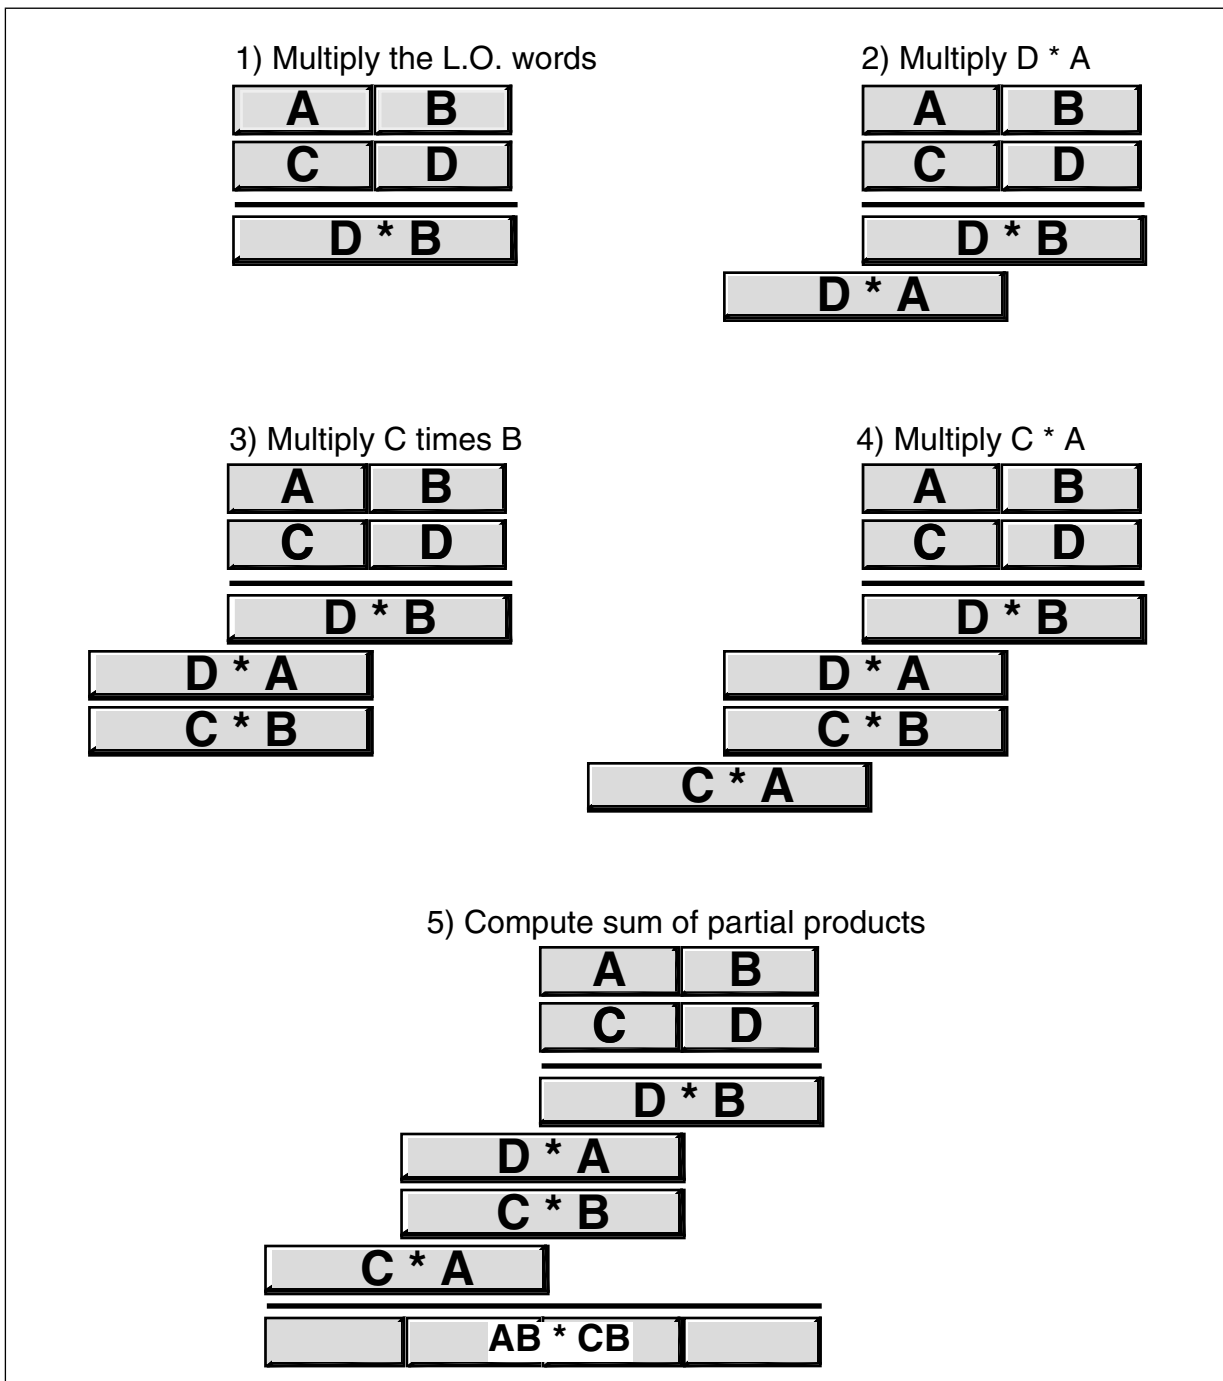 1) Multiply the L.O. words
A B
C D
D * B
2) Multiply D * A
A B
C D
D * B
D * A
3) Multiply C times B
A B
C D
D * B
D * A
C * B
4) Multiply C * A
A B
C D
D * B
D * A
C * B
C * A
5) Compute sum of partial products
A B
C D
D * B
D * A
C * B
C * A
AB * CB